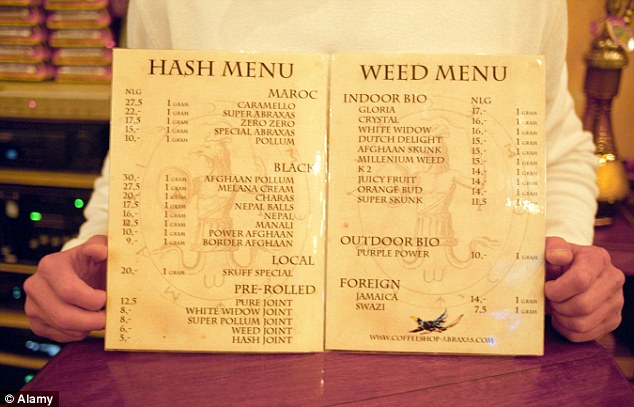 HASH MENU
NLG MAROC
27,5 1 GRAM CARAMELLO
22,- 1 GRAM SUPER ABRAXAS
17,5 1 GRAM ZERO ZERO
15,- 1 GRAM SPECIAL ABRAXAS
10,- 1 GRAM POLLUM
BLACK
30,- 1 GRAM AFGHAAN POLLUM
27,5 1 GRAM MELANA CREAM
20,- 1 GRAM CHARAS
17,5 1 GRAM NEPAL BALLS
16,- 1 GRAM NEPAL
12,5 1 GRAM MANALI
10,- 1 GRAM POWER AFGHAAN
9,- 1 GRAM BORDER AFGHAAN
LOCAL
20,- 1 GRAM SKUFF SPECIAL
PRE-ROLLED
12,5 PURE JOINT
8,- WHITE WIDOW JOINT
8,- SUPER POLLUM JOINT
6,- WEED JOINT
5,- HASH JOINT
WEED MENU
INDOOR BIO NLG
GLORIA 17,- 1 GRAM
CRYSTAL 16,- 1 GRAM
WHITE WIDOW 16,- 1 GRAM
DUTCH DELIGHT 15,- 1 GRAM
AFGHAAN SKUNK 15,- 1 GRAM
MILLENIUM WEED 15,- 1 GRAM
K2 14,- 1 GRAM
JUICY FRUIT 14,- 1 GRAM
ORANGE BUD 14,- 1 GRAM
SUPER SKUNK 11,5 1 GRAM
OUTDOOR BIO
PURPLE POWER 10,- 1 GRAM
FOREIGN
JAMAICA 14,- 1 GRAM
SWAZI 7,5 1 GRAM
WWW.COFFEESHOP-ABRAXAS.COM
© Alamy